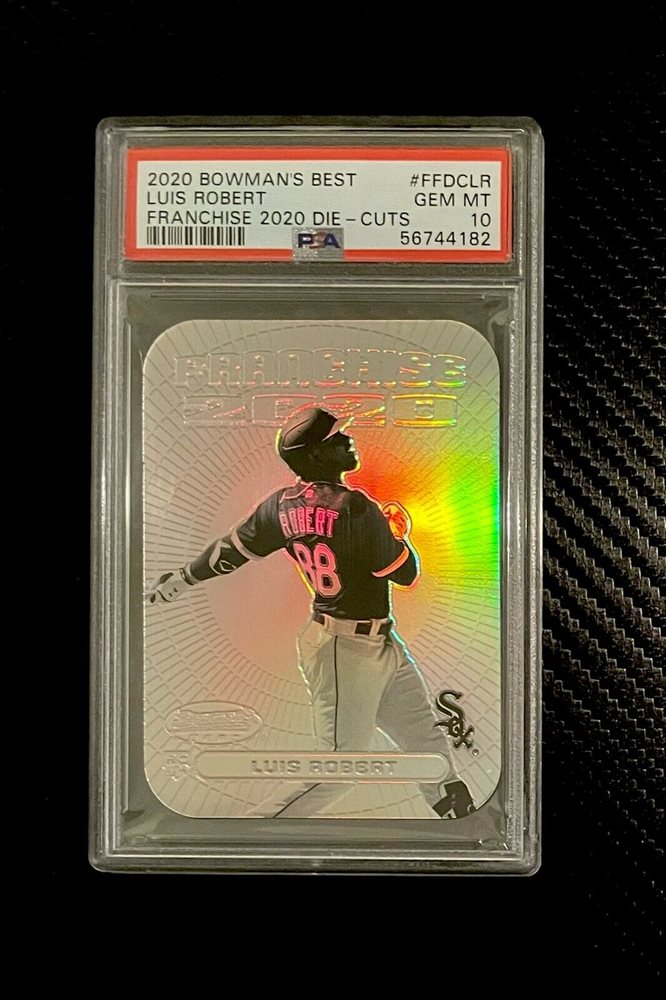 2020 BOWMAN'S BEST #FFDCLR
LUIS ROBERT GEM MT
FRANCHISE 2020 DIE-CUTS 10
PSA 56744182
FRANCHISE
2020
ROBERT
88
Sox
RC
LUIS ROBERT